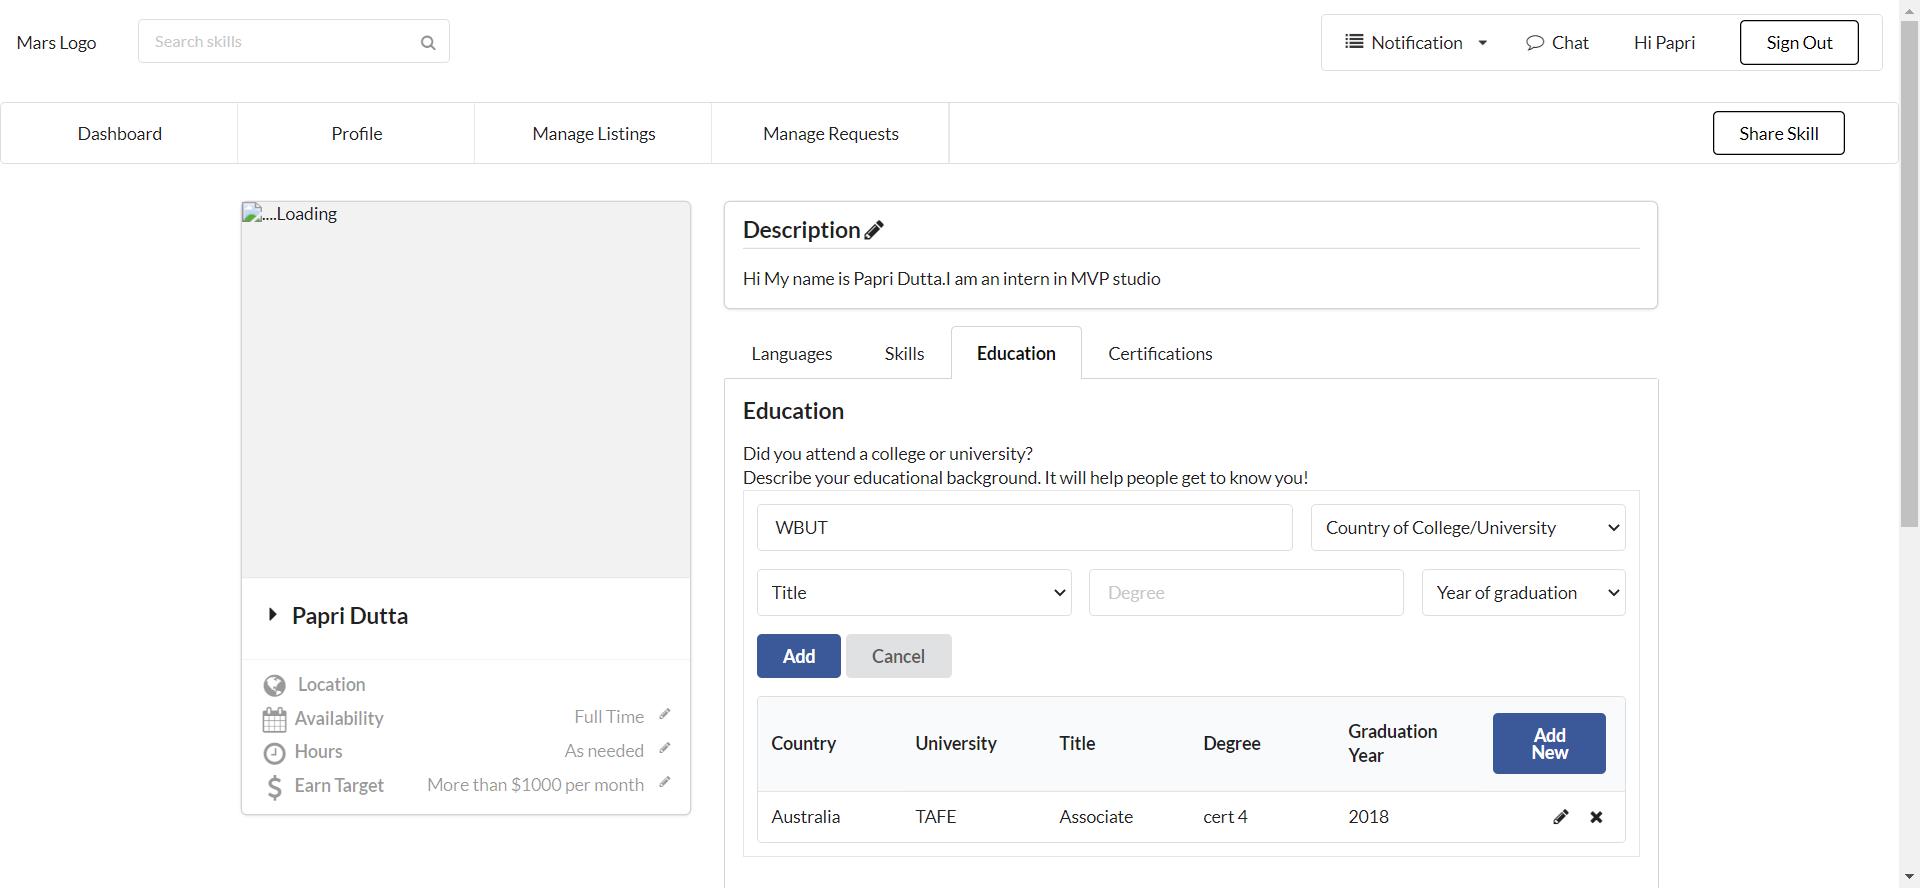 Mars Logo
Search skills
Notification
Chat
Hi Papri
Sign Out
Dashboard
Profile
Manage Listings
Manage Requests
Share Skill
....Loading
Papri Dutta
Location
Availability
Full Time
Hours
As needed
Earn Target
More than $1000 per month
Description
Hi My name is Papri Dutta.I am an intern in MVP studio
Languages
Skills
Education
Certifications
Education
Did you attend a college or university?
Describe your educational background. It will help people get to know you!
WBUT
Country of College/University
Title
Degree
Year of graduation
Add
Cancel
Country
University
Title
Degree
Graduation
Year
Add
New
Australia
TAFE
Associate
cert 4
2018